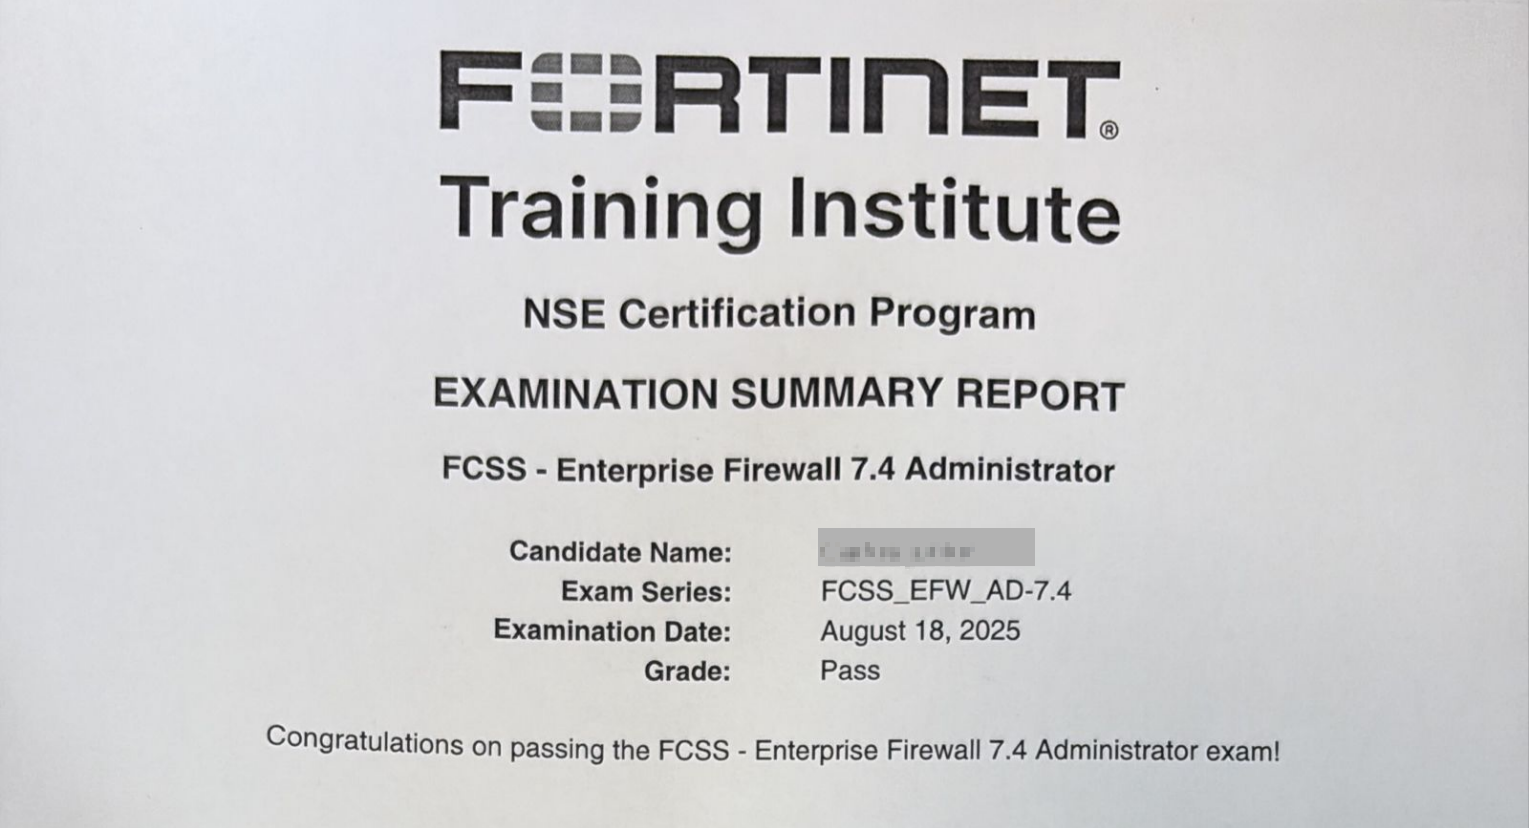 FORTINET®
Training Institute
NSE Certification Program
EXAMINATION SUMMARY REPORT
FCSS - Enterprise Firewall 7.4 Administrator
Candidate Name:
Exam Series: FCSS_EFW_AD-7.4
Examination Date: August 18, 2025
Grade: Pass
Congratulations on passing the FCSS - Enterprise Firewall 7.4 Administrator exam!